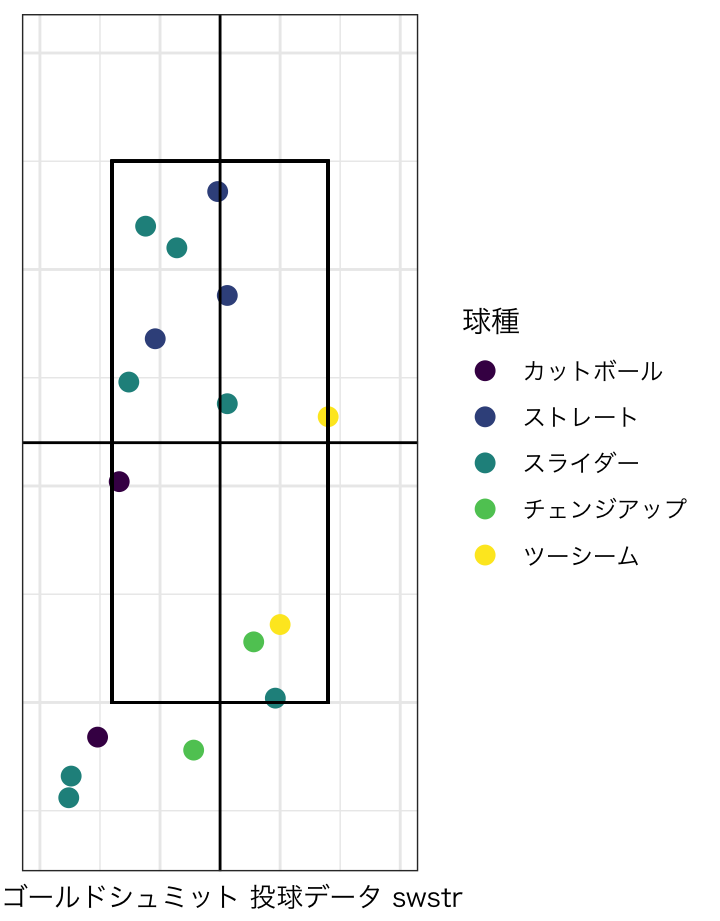 球種
カットボール
ストレート
スライダー
チェンジアップ
ツーシーム
ゴールドシュミット 投球データ swstr